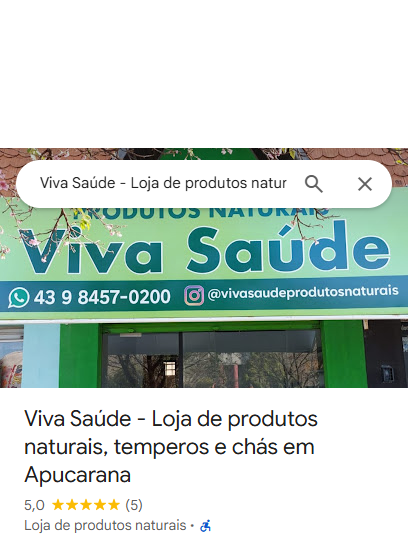 Viva Saúde - Loja de produtos natur
PRODUTOS NATURAIS
Viva Saúde
43 9 8457-0200 @vivasaudeprodutosnaturais
Viva Saúde - Loja de produtos
naturais, temperos e chás em
Apucarana
5,0 (5)
Loja de produtos naturais •